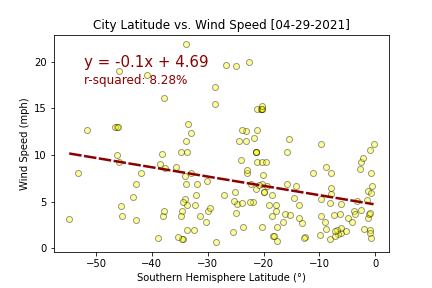 City Latitude vs. Wind Speed [04-29-2021]
y = -0.1x + 4.69
r-squared: 8.28%
Wind Speed (mph)
20
15
10
5
0
−50 −40 −30 −20 −10 0
Southern Hemisphere Latitude (°)